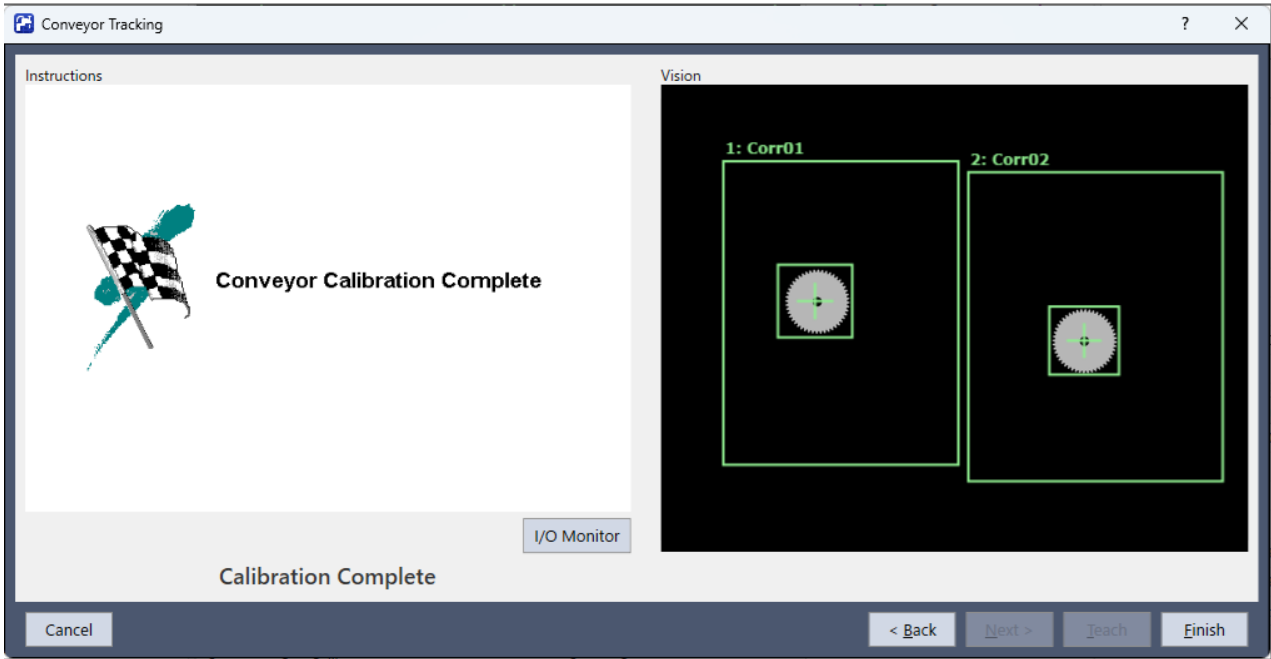 Conveyor Tracking
?
Instructions
Vision
Conveyor Calibration Complete
1: Corr01
2: Corr02
I/O Monitor
Calibration Complete
Cancel
< Back
Next >
Teach
Finish